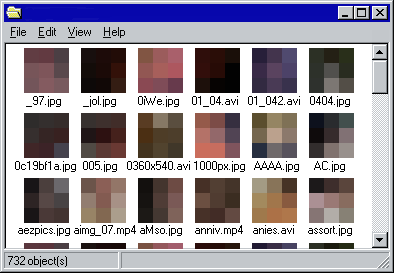 File Edit View Help
_97.jpg _jol.jpg 0iWe.jpg 01_04.avi 01_042.avi 0404.jpg
0c19bf1a.jpg 005.jpg 0360x540.avi 1000px.jpg AAAA.jpg AC.jpg
aezpics.jpg aimg_07.mp4 aMso.jpg anniv.mp4 anies.avi assort.jpg
732 object(s)